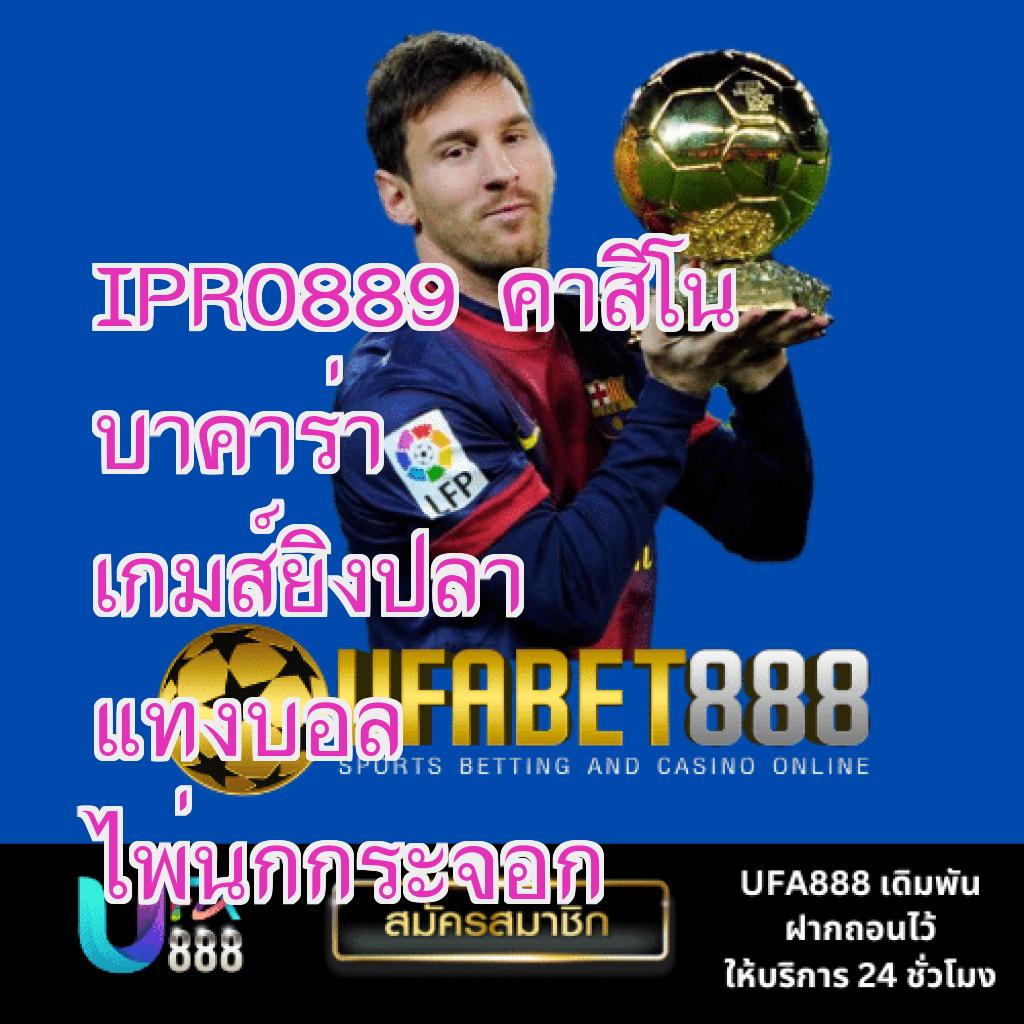 IPRO889 คาสิโน
บาคาร่า
LFP
เกมส์ยิงปลา
UFABET888
แทงบอล
SPORTS BETTING AND CASINO ONLINE
ไพ่นกกระจอก
UFA
888
สมัครสมาชิก
UFA888 เดิมพัน
ฝากถอนไว้
ให้บริการ 24 ชั่วโมง